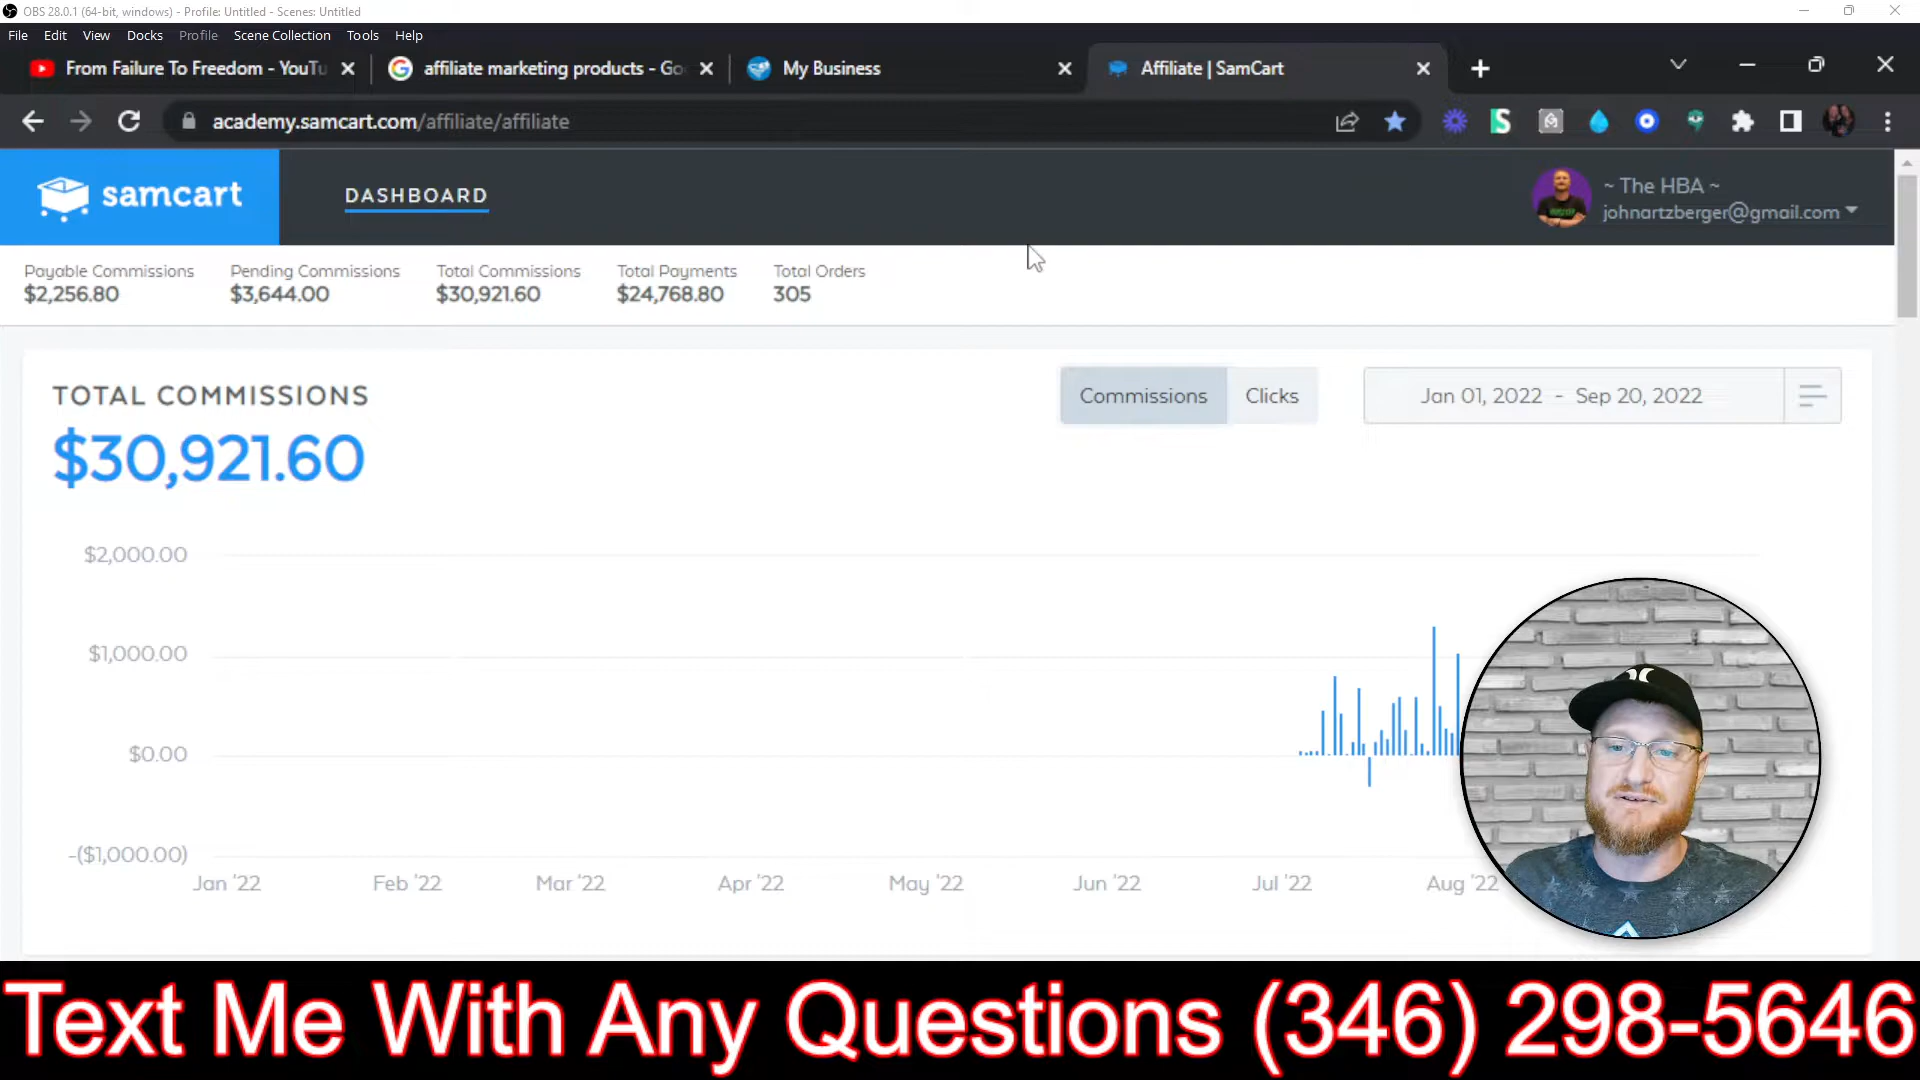 OBS 28.0.1 (64-bit, windows) - Profile: Untitled - Scenes: Untitled
File Edit View Docks Profile Scene Collection Tools Help
From Failure To Freedom - YouTu affiliate marketing products - Go My Business Affiliate | SamCart
academy.samcart.com/affiliate/affiliate
samcart DASHBOARD
~ The HBA ~
johnartzberger@gmail.com
Payable Commissions Pending Commissions Total Commissions Total Payments Total Orders
$2,256.80 $3,644.00 $30,921.60 $24,768.80 305
TOTAL COMMISSIONS
Commissions Clicks Jan 01, 2022 - Sep 20, 2022
$30,921.60
$2,000.00
$1,000.00
$0.00
-($1,000.00)
Jan '22 Feb '22 Mar '22 Apr '22 May '22 Jun '22 Jul '22 Aug '22
Text Me With Any Questions (346) 298-5646